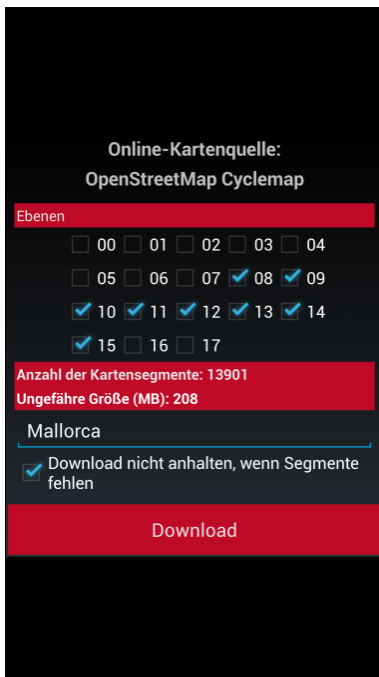 Online-Kartenquelle:
OpenStreetMap Cyclemap
Ebenen
00 01 02 03 04
05 06 07 08 09
10 11 12 13 14
15 16 17
Anzahl der Kartensegmente: 13901
Ungefähre Größe (MB): 208
Mallorca
Download nicht anhalten, wenn Segmente
fehlen
Download